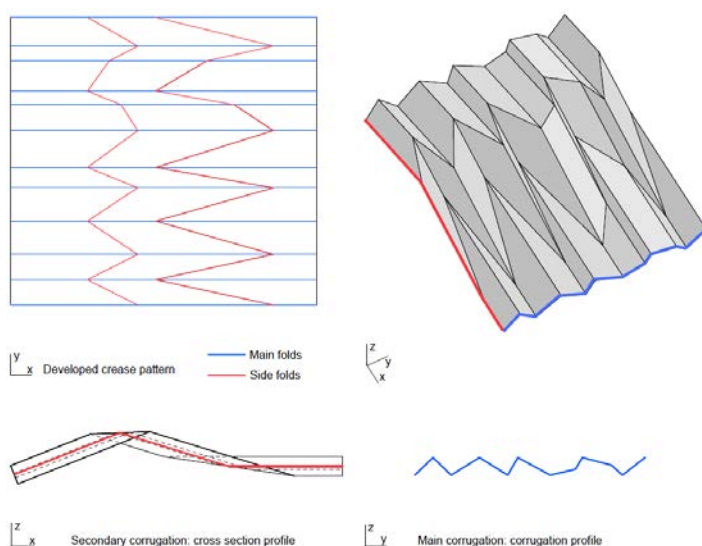 y
x
Developed crease pattern
Main folds
Side folds
z
y
x
z
x
Secondary corrugation: cross section profile
z
y
Main corrugation: corrugation profile